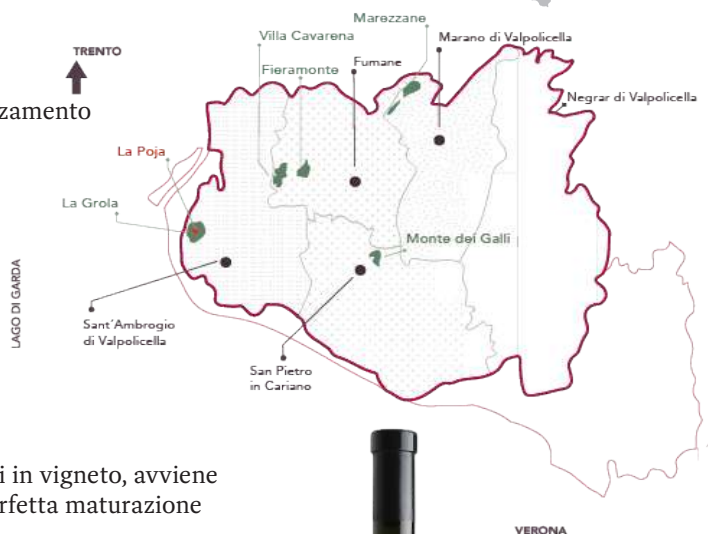 Marezzane
TRENTO
Villa Cavarena
Marano di Valpolicella
Fumane
Fieramonte
Negrar di Valpolicella
zamento
La Poja
La Grola
Monte dei Galli
LAGO DI GARDA
Sant'Ambrogio
di Valpolicella
San Pietro
in Cariano
i in vigneto, avviene
rfetta maturazione
VERONA